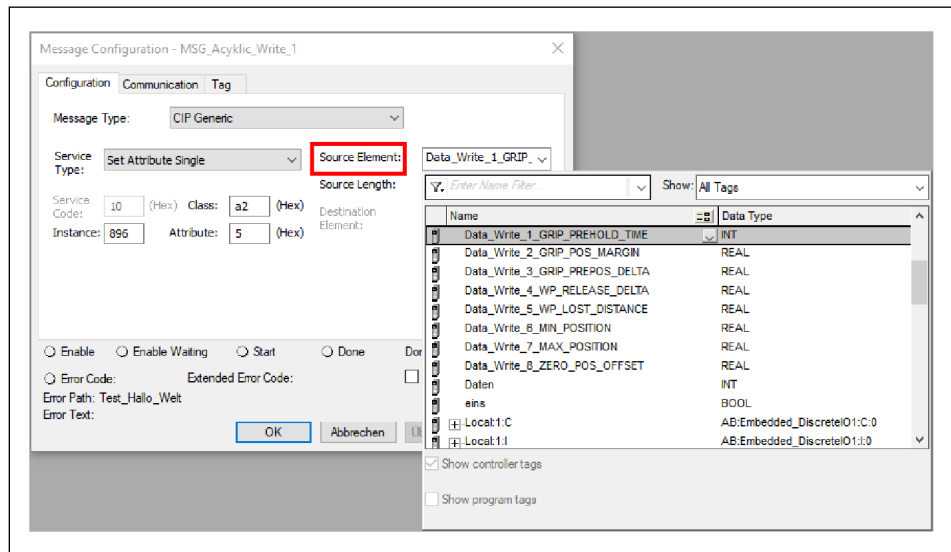 Message Configuration - MSG_Acyklic_Write_1
Configuration Communication Tag
Message Type: CIP Generic
Service Type: Set Attribute Single
Source Element: Data_Write_1_GRIP_
Source Length:
Service Code: 10 (Hex) Class: a2 (Hex)
Destination Element:
Instance: 896 Attribute: 5 (Hex)
Enter Name Filter... Show: All Tags
Name Data Type
Data_Write_1_GRIP_PREHOLD_TIME INT
Data_Write_2_GRIP_POS_MARGIN REAL
Data_Write_3_GRIP_PREPOS_DELTA REAL
Data_Write_4_WP_RELEASE_DELTA REAL
Data_Write_5_WP_LOST_DISTANCE REAL
Data_Write_6_MIN_POSITION REAL
Data_Write_7_MAX_POSITION REAL
Data_Write_8_ZERO_POS_OFFSET REAL
Daten INT
eins BOOL
Local:1:C AB:Embedded_DiscreteIO1:C:0
Local:1:I AB:Embedded_DiscreteIO1:I:0
Show controller tags
Show program tags
Enable Enable Waiting Start Done
Error Code: Extended Error Code:
Error Path: Test_Hallo_Welt
Error Text:
OK Abbrechen